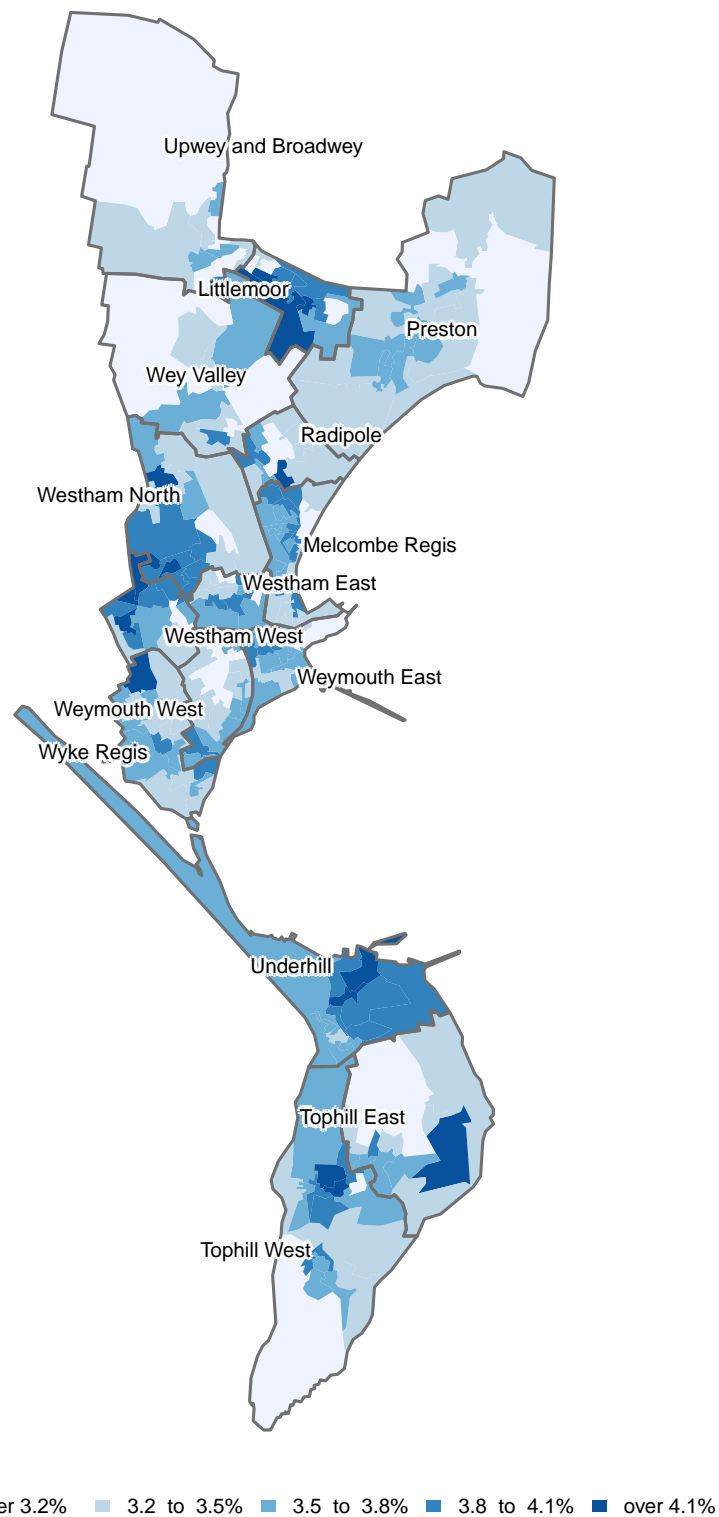 Upwey and Broadwey
Littlemoor
Preston
Wey Valley
Radipole
Westham North
Melcombe Regis
Westham East
Westham West
Weymouth East
Weymouth West
Wyke Regis
Underhill
Tophill East
Tophill West
er 3.2% 3.2 to 3.5% 3.5 to 3.8% 3.8 to 4.1% over 4.1%